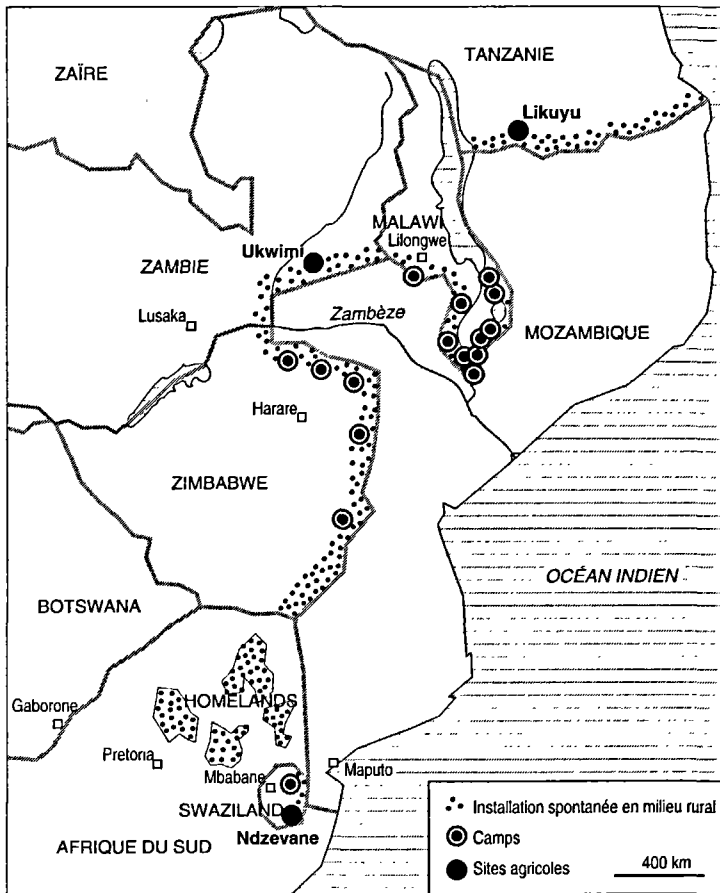 TANZANIE
ZAÏRE
Likuyu
MALAWI
Lilongwe
Ukwimi
ZAMBIE
Zambèze
Lusaka
MOZAMBIQUE
Harare
ZIMBABWE
OCÉAN INDIEN
BOTSWANA
HOMELANDS
Gaborone
Pretoria
Mbabane
Maputo
SWAZILAND
Ndzevane
AFRIQUE DU SUD
Installation spontanée en milieu rural
Camps
Sites agricoles
400 km